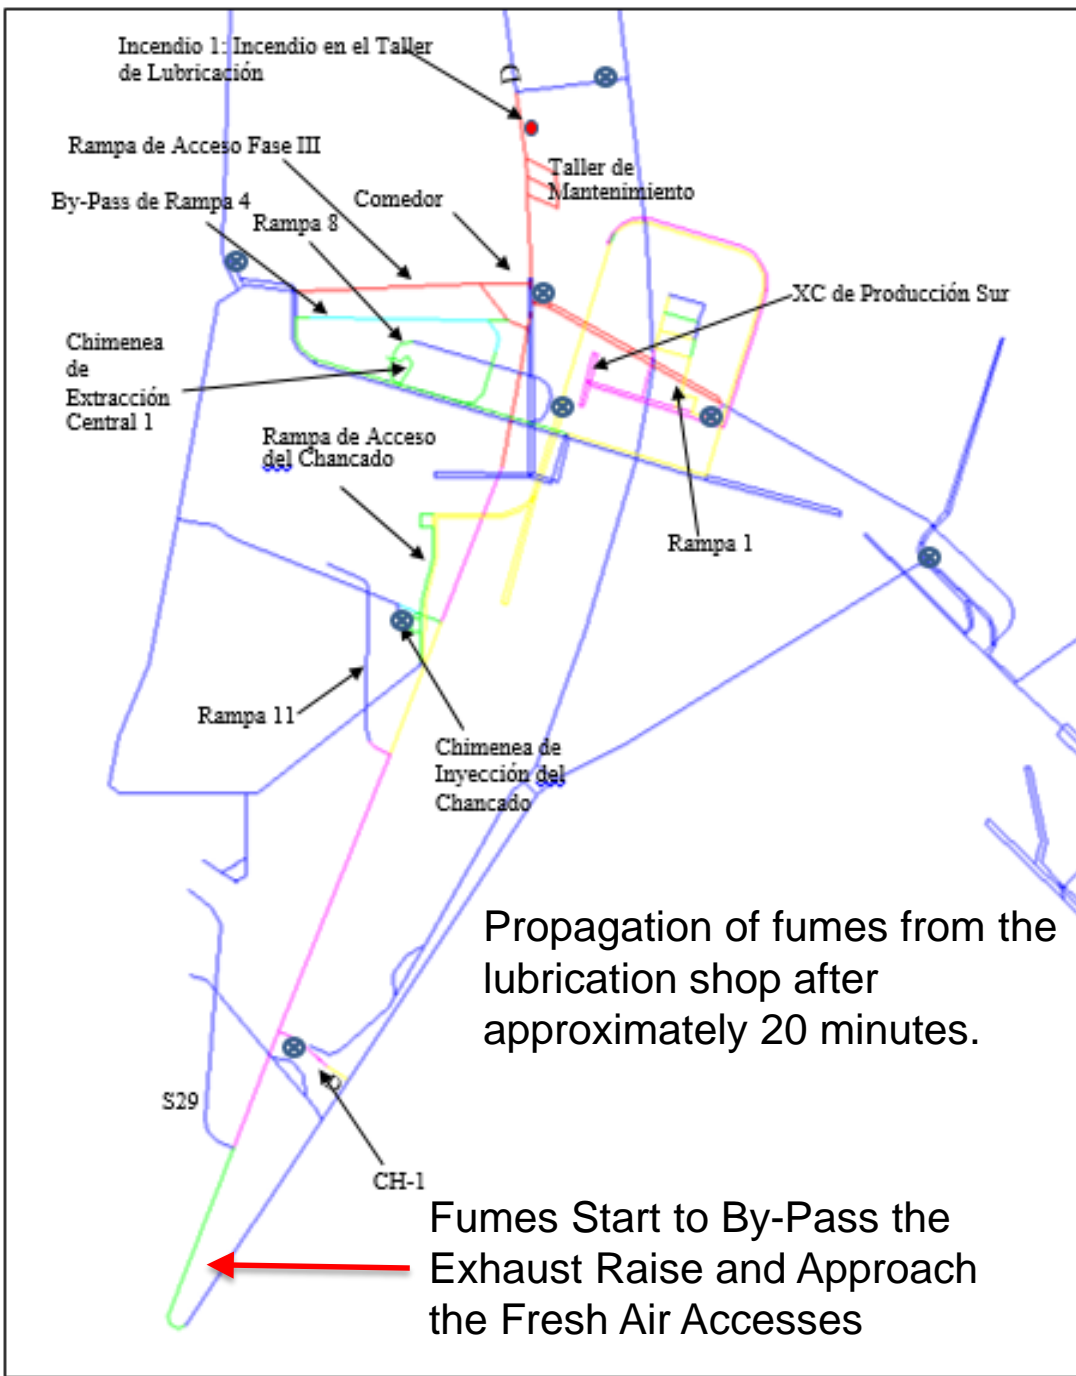 Incendio 1: Incendio en el Taller
de Lubricación
D
Rampa de Acceso Fase III
Taller de
Mantenimiento
By-Pass de Rampa 4
Comedor
Rampa 8
XC de Producción Sur
Chimenea
de
Extracción
Central 1
Rampa de Acceso
del Chancado
Rampa 1
Rampa 11
Chimenea de
Inyección del
Chancado
Propagation of fumes from the
lubrication shop after
approximately 20 minutes.
S29
CH-1
Fumes Start to By-Pass the
Exhaust Raise and Approach
the Fresh Air Accesses